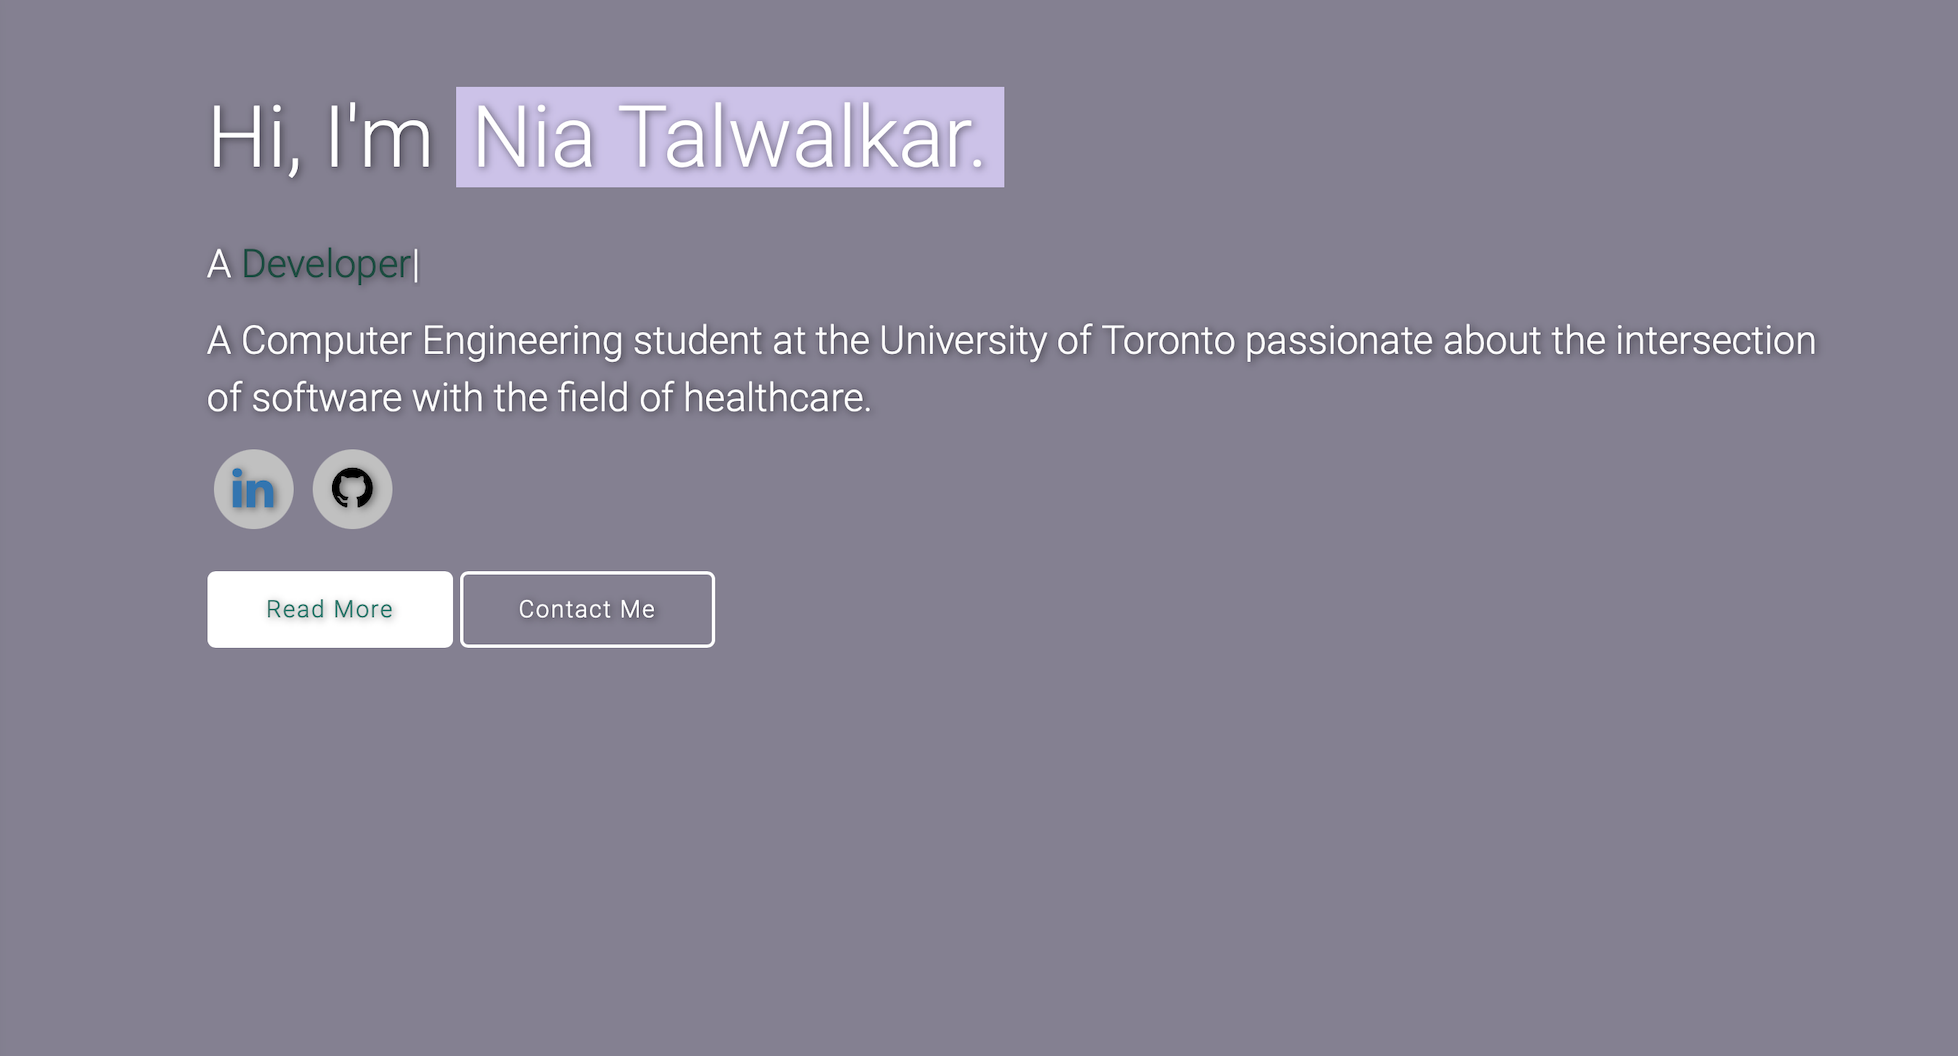 Hi, I'm Nia Talwalkar.
A Developer|
A Computer Engineering student at the University of Toronto passionate about the intersection
of software with the field of healthcare.
in
Read More
Contact Me